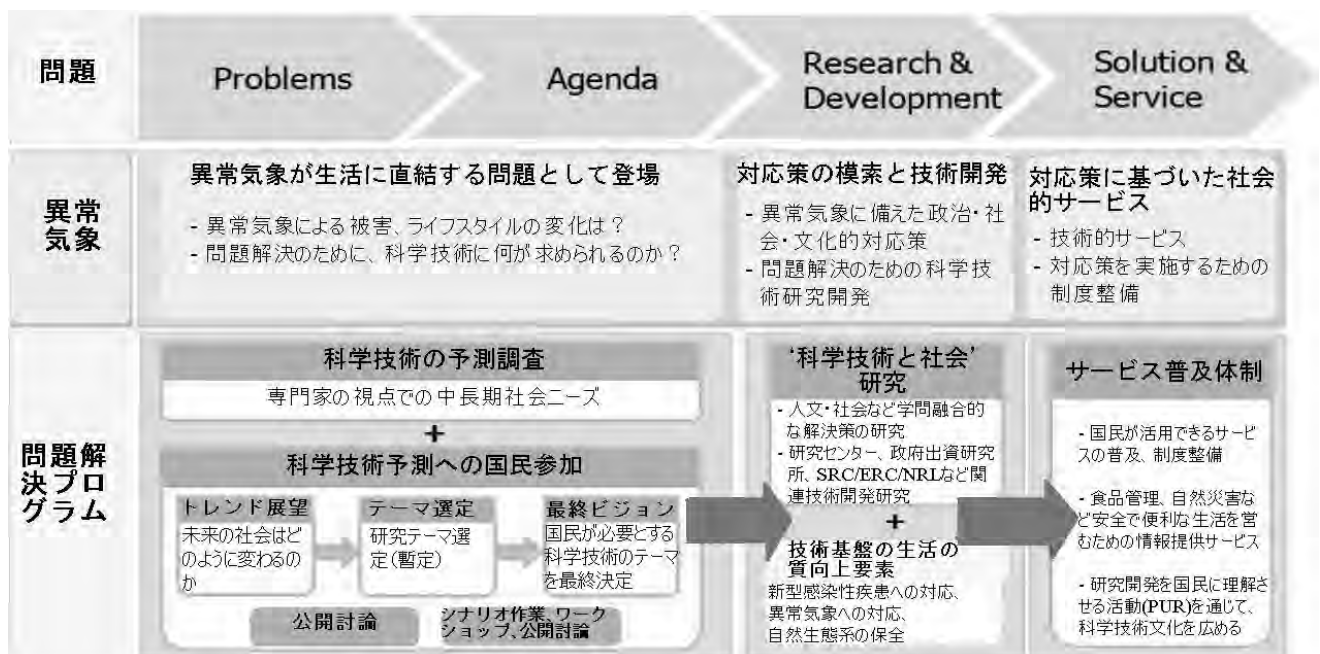 問題
Problems
Agenda
Research &
Development
Solution &
Service
異常
気象
異常気象が生活に直結する問題として登場
- 異常気象による被害、ライフスタイルの変化は？
- 問題解決のために、科学技術に何が求められるのか？
対応策の模索と技術開発
- 異常気象に備えた政治・社
会・文化的対応策
- 問題解決のための科学技
術研究開発
対応策に基づいた社会
的サービス
- 技術的サービス
- 対応策を実施するための
制度整備
問題解
決プロ
グラム
科学技術の予測調査
専門家の視点での中長期社会ニーズ
+
科学技術予測への国民参加
トレンド展望
未来の社会はど
のように変わるの
か
テーマ選定
研究テーマ選
定(暫定)
最終ビジョン
国民が必要とする
科学技術のテーマ
を最終決定
公開討論
シナリオ作業、ワーク
ショップ、公開討論
‘科学技術と社会’
研究
- 人文・社会など学問融合的
な解決策の研究
- 研究センター、政府出資研究
所、SRC/ERC/NRLなど関
連技術開発研究
+
技術基盤の生活の
質向上要素
新型感染性疾患への対応、
異常気象への対応、
自然生態系の保全
サービス普及体制
- 国民が活用できるサービ
スの普及、制度整備
- 食品管理、自然災害な
ど安全で便利な生活を営
むための情報提供サービス
- 研究開発を国民に理解さ
せる活動(PUR)を通じて、
科学技術文化を広める